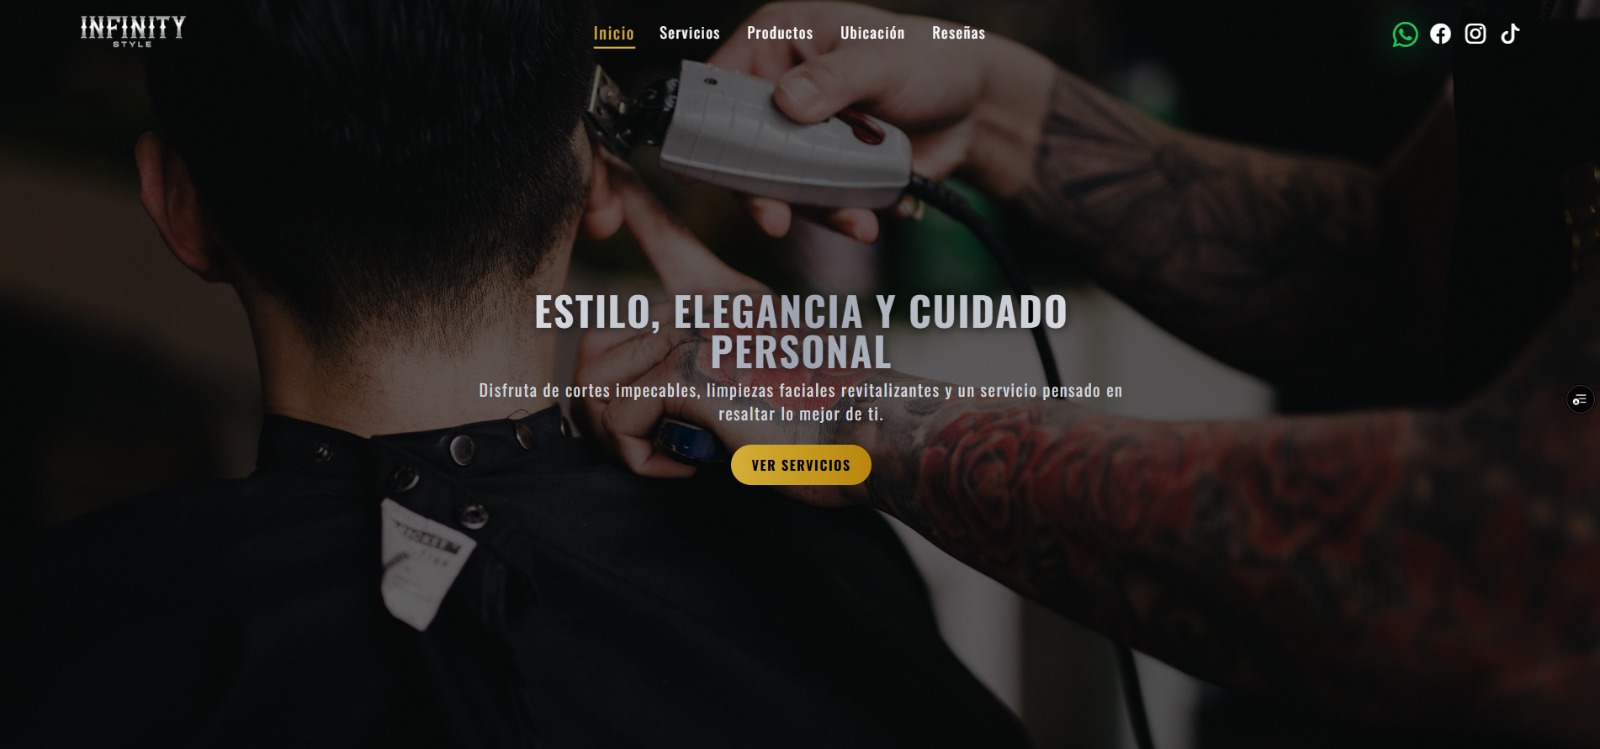 INFINITY
STYLE
Inicio Servicios Productos Ubicación Reseñas
ESTILO, ELEGANCIA Y CUIDADO
PERSONAL
Disfruta de cortes impecables, limpiezas faciales revitalizantes y un servicio pensado en
resaltar lo mejor de ti.
VER SERVICIOS